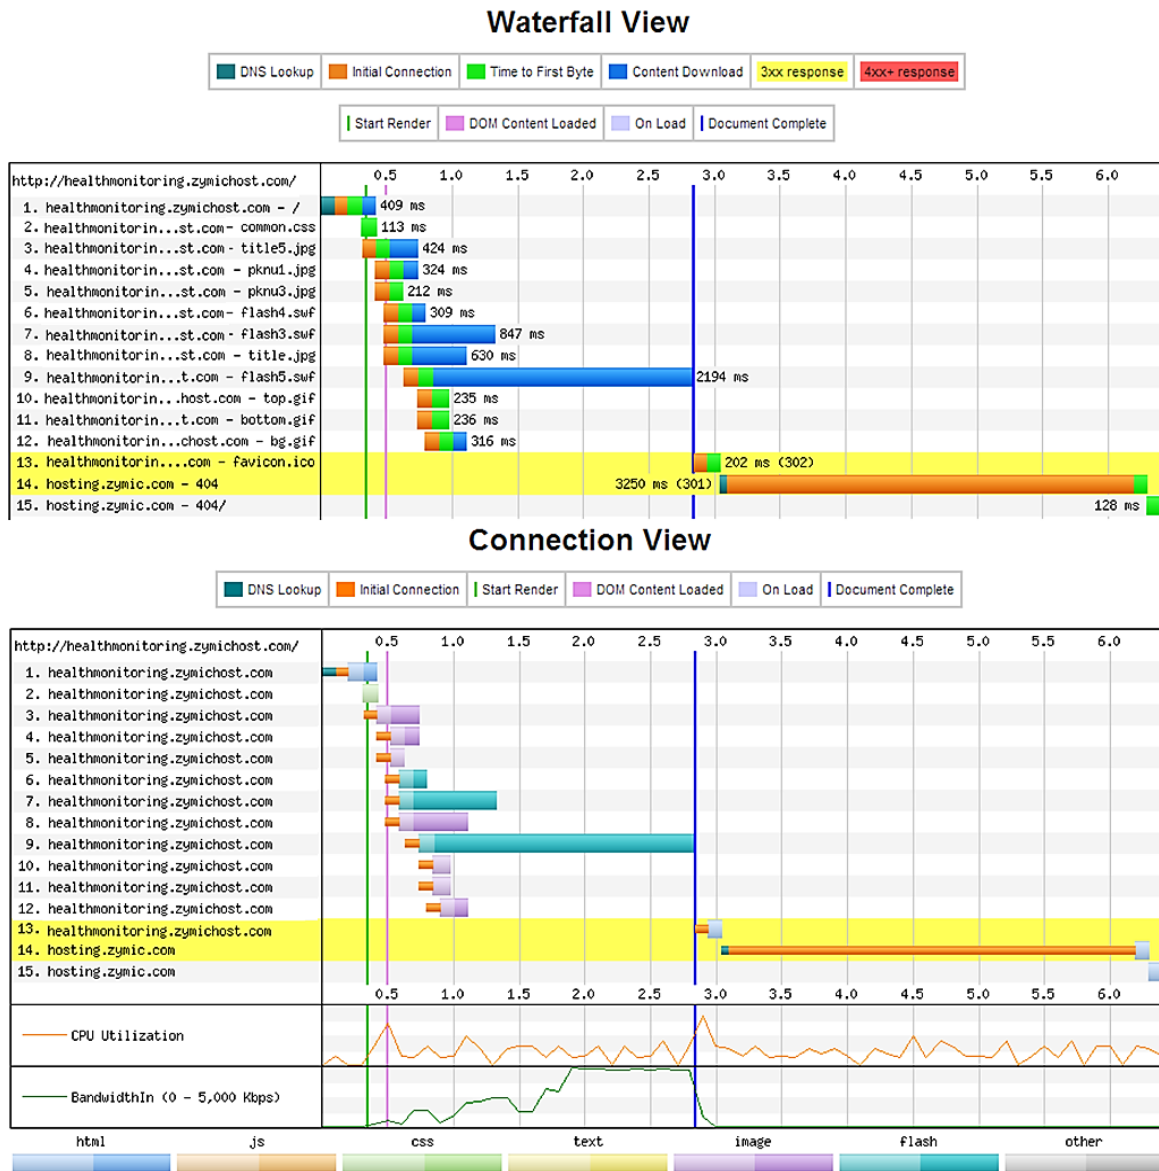 Waterfall View
DNS Lookup Initial Connection Time to First Byte Content Download 3xx response 4xx+ response
Start Render DOM Content Loaded On Load Document Complete
http://healthmonitoring.zymichost.com/ 0.5 1.0 1.5 2.0 2.5 3.0 3.5 4.0 4.5 5.0 5.5 6.0
1. healthmonitoring.zymichost.com - / 409 ms
2. healthmonitorin...st.com- common.css 113 ms
3. healthmonitorin...st.com - title5.jpg 424 ms
4. healthmonitorin...st.com - pknu1.jpg 324 ms
5. healthmonitorin...st.com - pknu3.jpg 212 ms
6. healthmonitorin...st.com- flash4.swf 309 ms
7. healthmonitorin...st.com- flash3.swf 847 ms
8. healthmonitorin...st.com - title.jpg 630 ms
9. healthmonitorin...t.com - flash5.swf 2194 ms
10. healthmonitorin....host.com - top.gif 235 ms
11. healthmonitorin...t.com - bottom.gif 236 ms
12. healthmonitorin...chost.com - bg.gif 316 ms
13. healthmonitorin....com - favicon.ico 202 ms (302)
14. hosting.zymic.com - 404 3250 ms (301)
15. hosting.zymic.com - 404/ 128 ms
Connection View
DNS Lookup Initial Connection Start Render DOM Content Loaded On Load Document Complete
http://healthmonitoring.zymichost.com/ 0.5 1.0 1.5 2.0 2.5 3.0 3.5 4.0 4.5 5.0 5.5 6.0
1. healthmonitoring.zymichost.com
2. healthmonitoring.zymichost.com
3. healthmonitoring.zymichost.com
4. healthmonitoring.zymichost.com
5. healthmonitoring.zymichost.com
6. healthmonitoring.zymichost.com
7. healthmonitoring.zymichost.com
8. healthmonitoring.zymichost.com
9. healthmonitoring.zymichost.com
10. healthmonitoring.zymichost.com
11. healthmonitoring.zymichost.com
12. healthmonitoring.zymichost.com
13. healthmonitoring.zymichost.com
14. hosting.zymic.com
15. hosting.zymic.com
0.5 1.0 1.5 2.0 2.5 3.0 3.5 4.0 4.5 5.0 5.5 6.0
CPU Utilization
BandwidthIn (0 - 5,000 Kbps)
html js css text image flash other